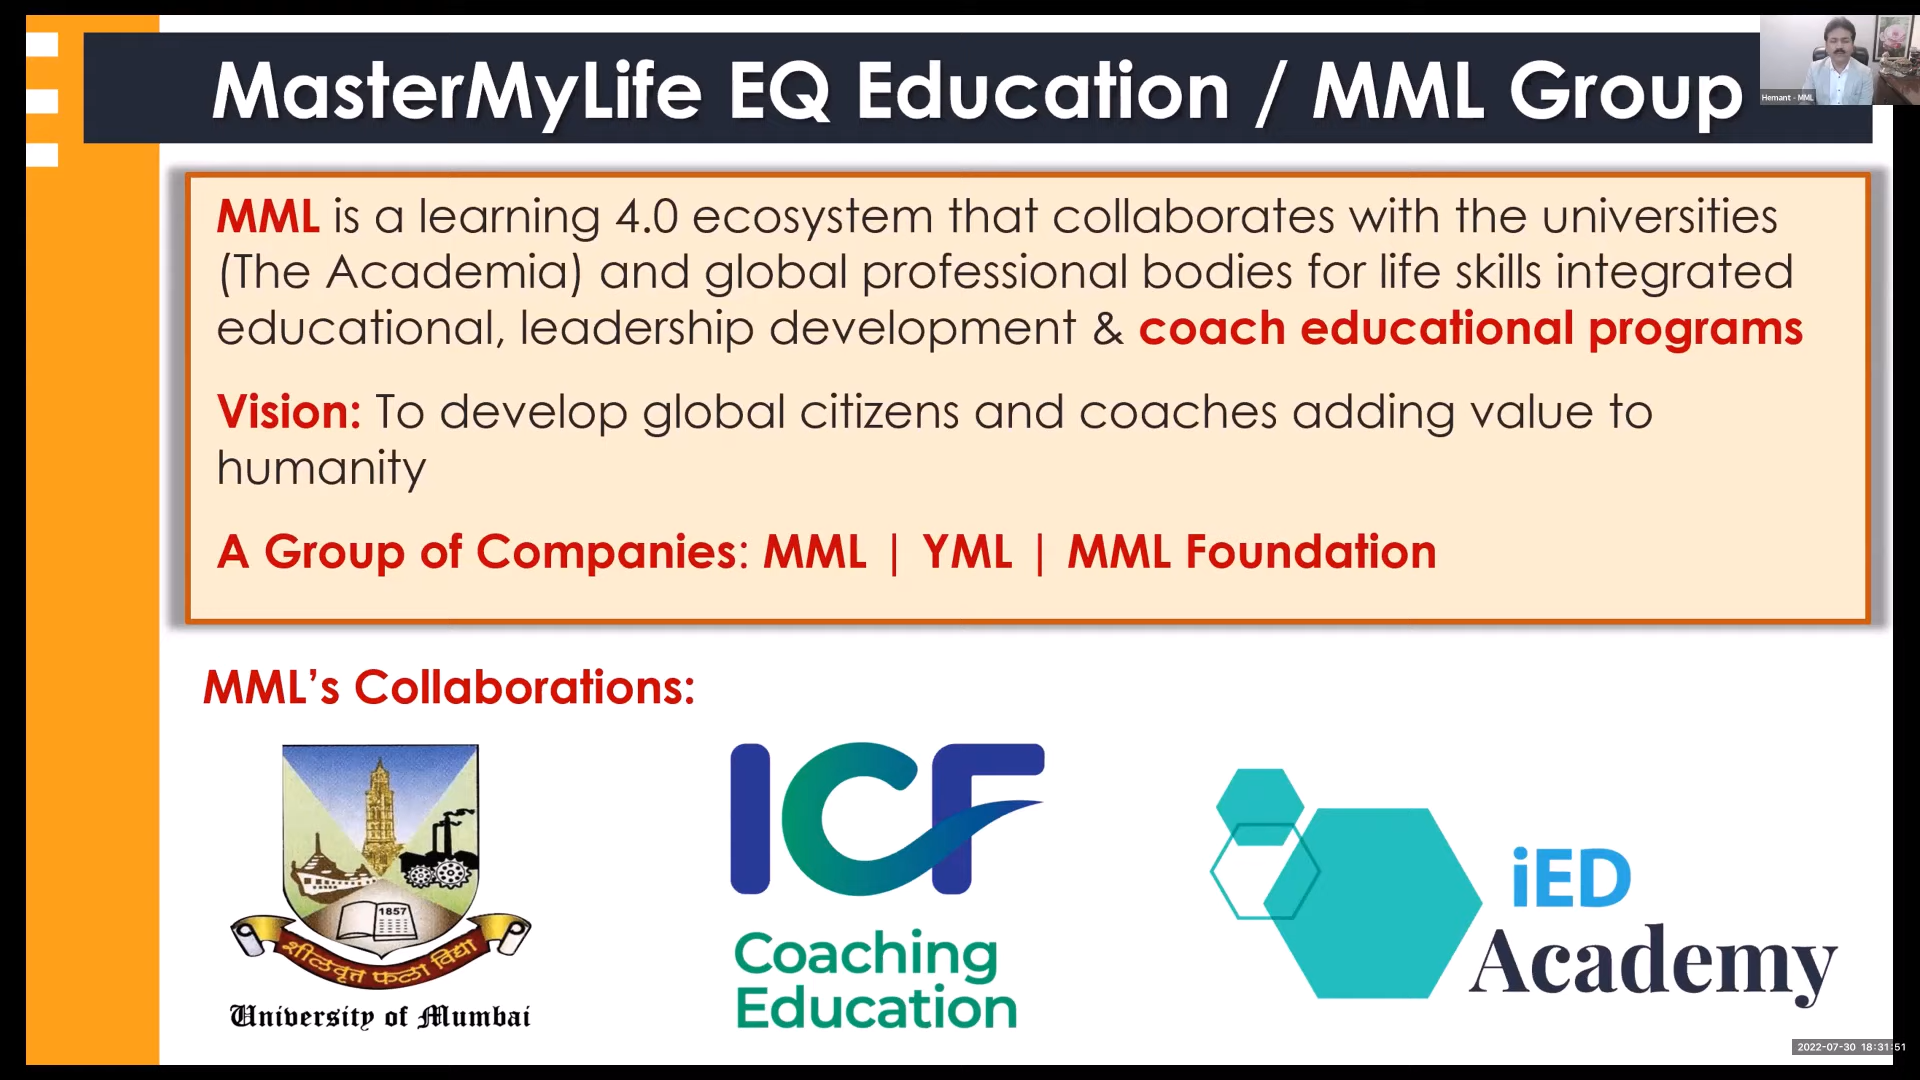 MasterMyLife EQ Education / MML Group
Hemant - MML
MML is a learning 4.0 ecosystem that collaborates with the universities
(The Academia) and global professional bodies for life skills integrated
educational, leadership development & coach educational programs
Vision: To develop global citizens and coaches adding value to
humanity
A Group of Companies: MML | YML | MML Foundation
MML’s Collaborations:
1857
शीलवृत्त फला विद्या
University of Mumbai
ICF
Coaching
Education
iED
Academy
2022-07-30 18:31:51